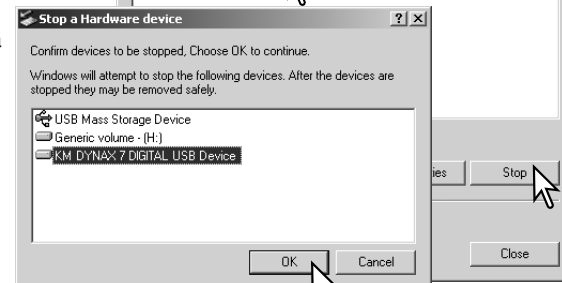 Stop a Hardware device
Confirm devices to be stopped, Choose OK to continue.
Windows will attempt to stop the following devices. After the devices are
stopped they may be removed safely.
USB Mass Storage Device
Generic volume - (H:)
KM DYNAX 7 DIGITAL USB Device
OK Cancel
ies Stop
Close